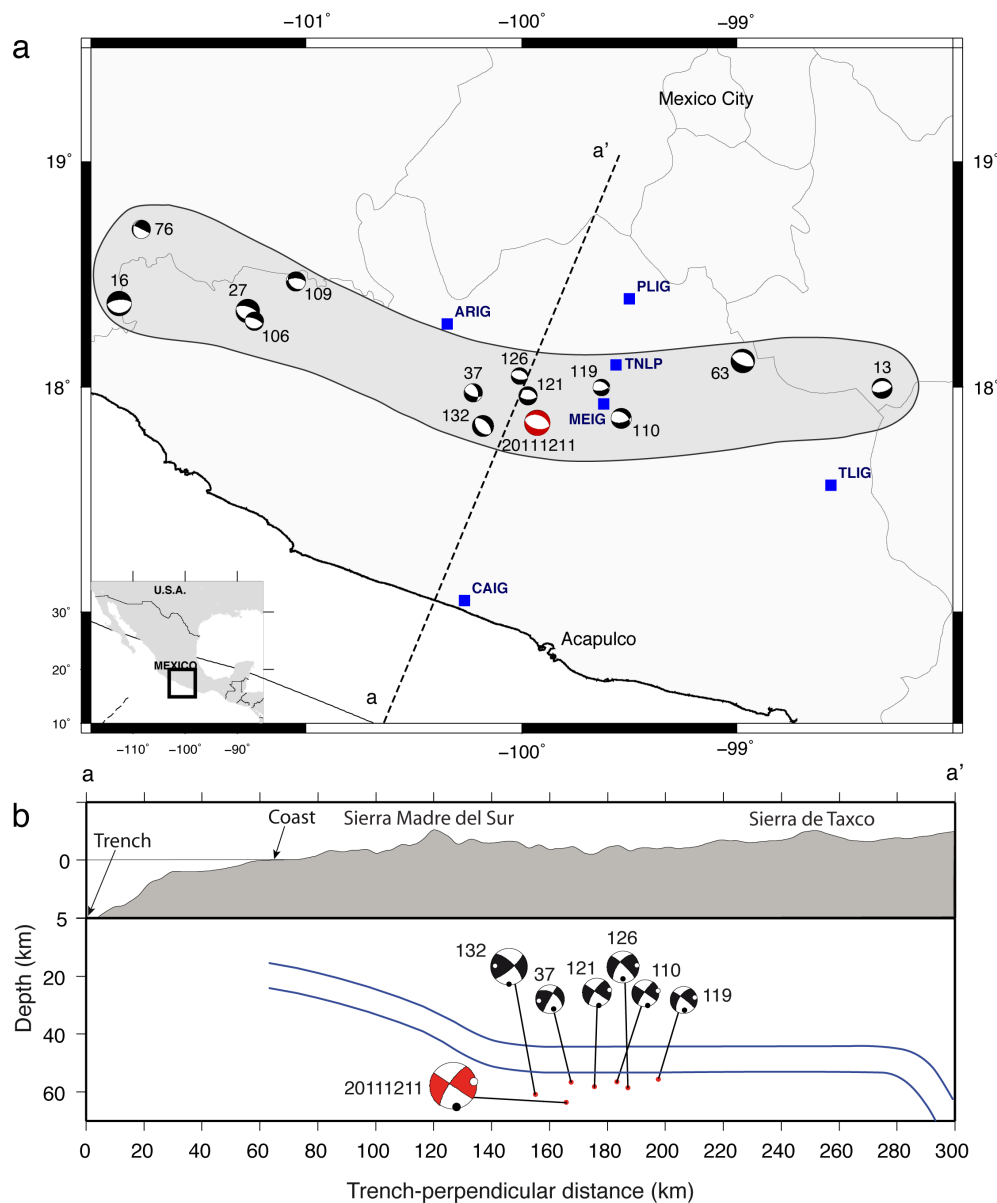 a
−101°
−100°
−99°
Mexico City
19°
19°
a'
76
16
27
109
106
PLIG
ARIG
126
TNLP
37
121
119
63
13
18°
18°
132
MEIG
110
20111211
TLIG
CAIG
Acapulco
U.S.A.
MEXICO
30°
20°
10°
a
−110°
−100°
−90°
−100°
−99°
a
a'
b
Trench
Coast
Sierra Madre del Sur
Sierra de Taxco
0
5
20
40
60
Depth (km)
132
37
121
126
110
119
20111211
0 20 40 60 80 100 120 140 160 180 200 220 240 260 280 300
Trench-perpendicular distance (km)